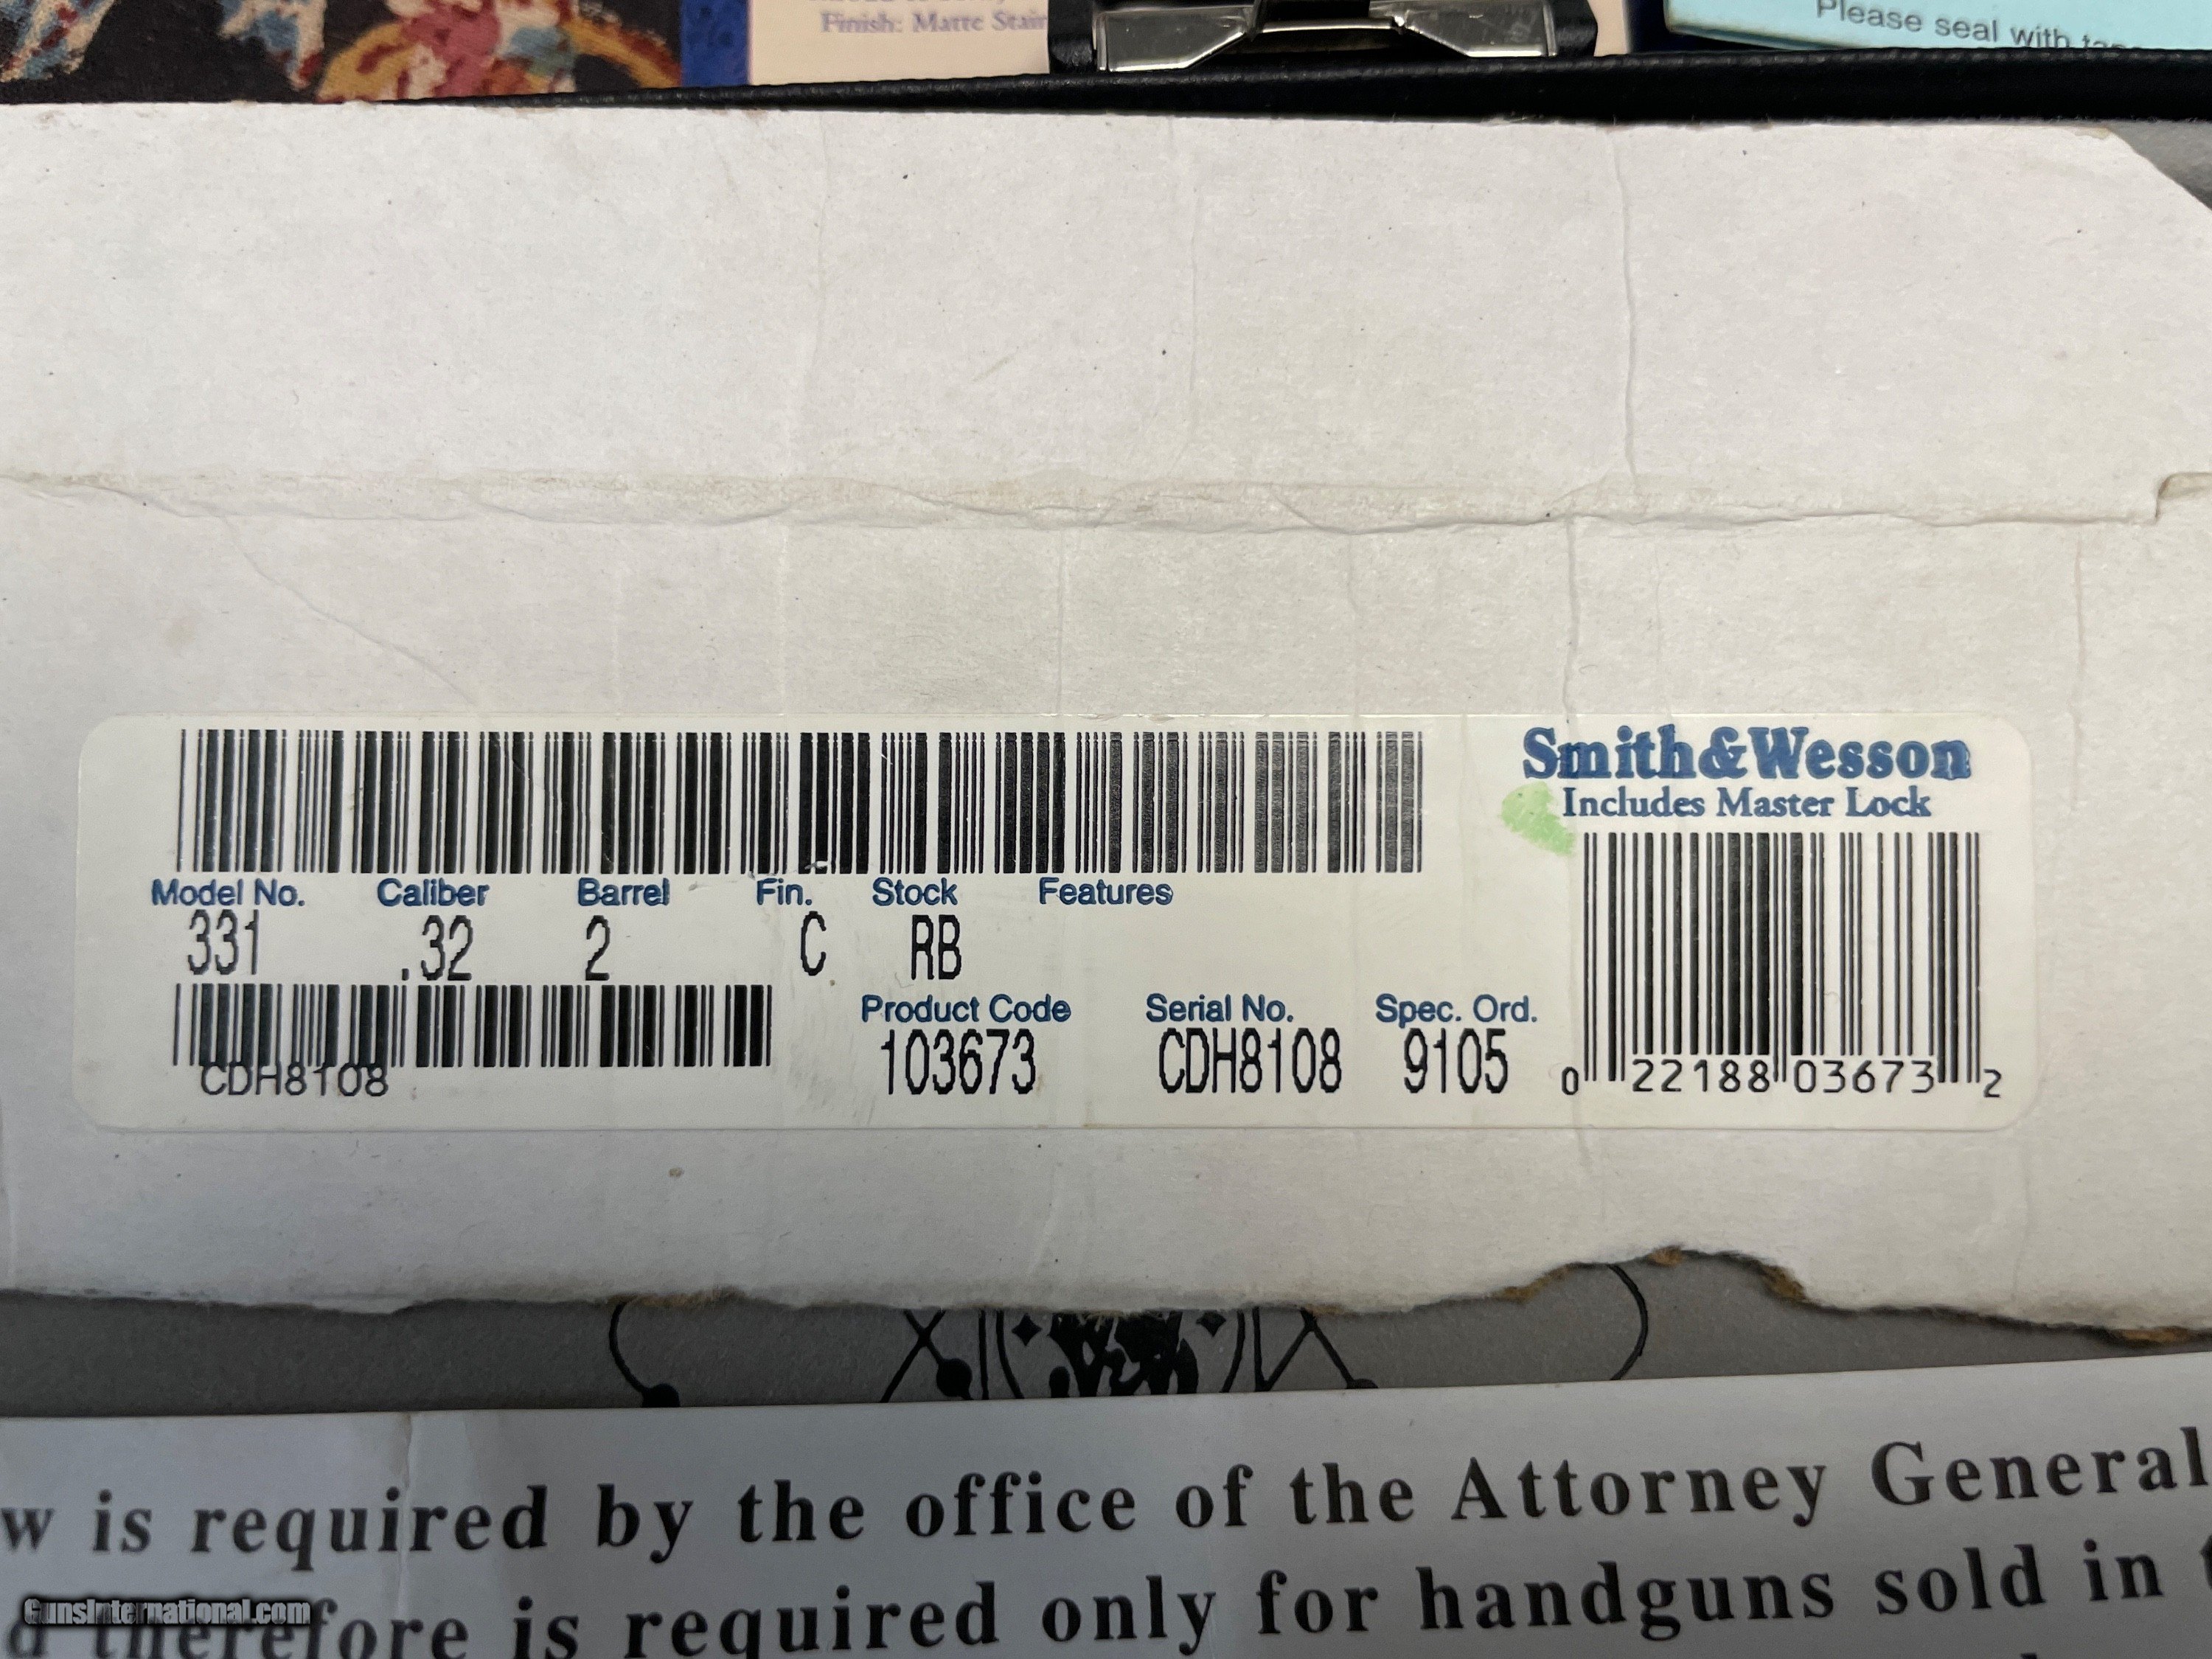 Finish: Matte Stain
Please seal with
Smith&Wesson
Includes Master Lock
Model No. Caliber Barrel Fin. Stock Features
331 .32 2 C RB
Product Code Serial No. Spec. Ord.
CDH8108 103673 CDH8108 9105
0 22188 03673 2
w is required by the office of the Attorney General
d therefore is required only for handguns sold in
GunsInternational.com